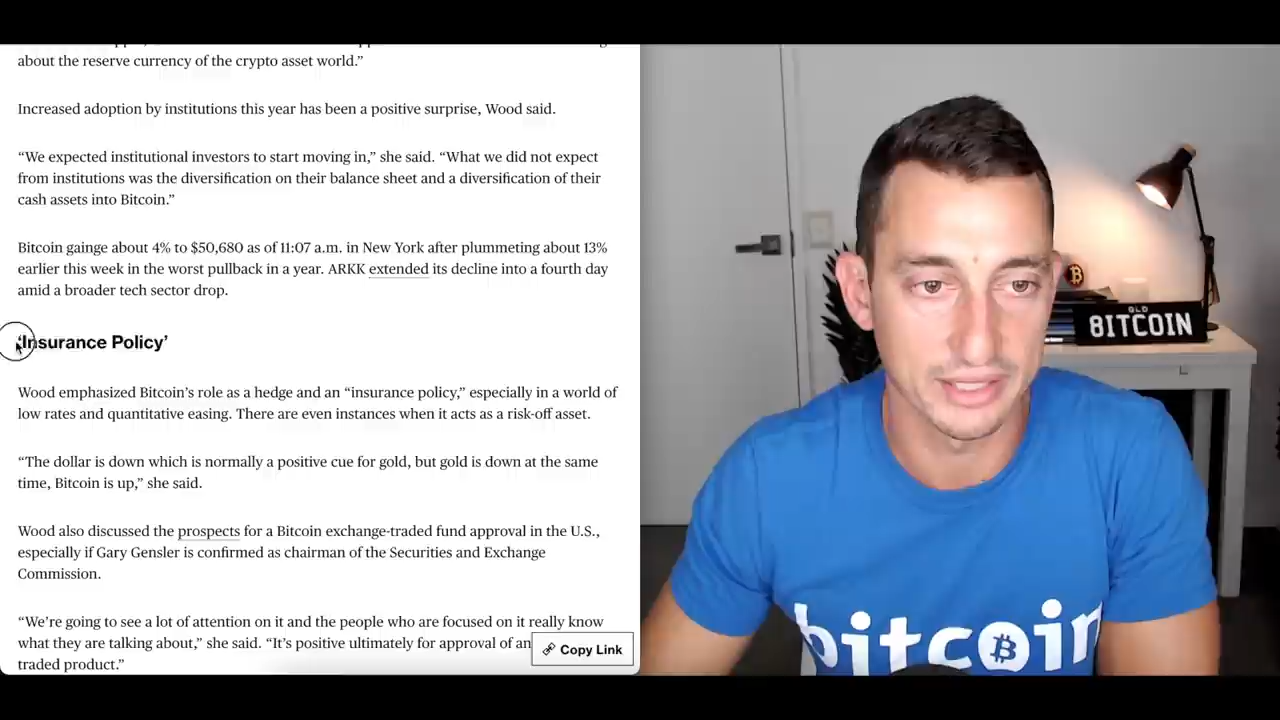 about the reserve currency of the crypto asset world.”
Increased adoption by institutions this year has been a positive surprise, Wood said.
“We expected institutional investors to start moving in,” she said. “What we did not expect
from institutions was the diversification on their balance sheet and a diversification of their
cash assets into Bitcoin.”
Bitcoin gainge about 4% to $50,680 as of 11:07 a.m. in New York after plummeting about 13%
earlier this week in the worst pullback in a year. ARKK extended its decline into a fourth day
amid a broader tech sector drop.
‘Insurance Policy’
Wood emphasized Bitcoin’s role as a hedge and an “insurance policy,” especially in a world of
low rates and quantitative easing. There are even instances when it acts as a risk-off asset.
“The dollar is down which is normally a positive cue for gold, but gold is down at the same
time, Bitcoin is up,” she said.
Wood also discussed the prospects for a Bitcoin exchange-traded fund approval in the U.S.,
especially if Gary Gensler is confirmed as chairman of the Securities and Exchange
Commission.
“We’re going to see a lot of attention on it and the people who are focused on it really know
what they are talking about,” she said. “It’s positive ultimately for approval of an
traded product.”
Copy Link
QLD
8ITCOIN
bitcoin